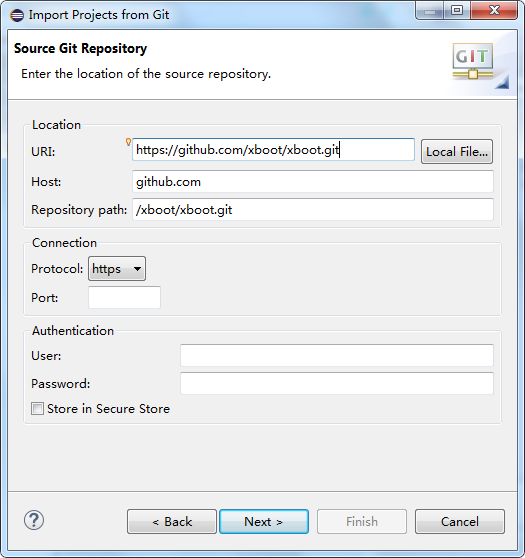 Import Projects from Git
Source Git Repository
Enter the location of the source repository.
GIT
Location
URI: https://github.com/xboot/xboot.git Local File...
Host: github.com
Repository path: /xboot/xboot.git
Connection
Protocol: https
Port:
Authentication
User:
Password:
Store in Secure Store
? < Back Next > Finish Cancel